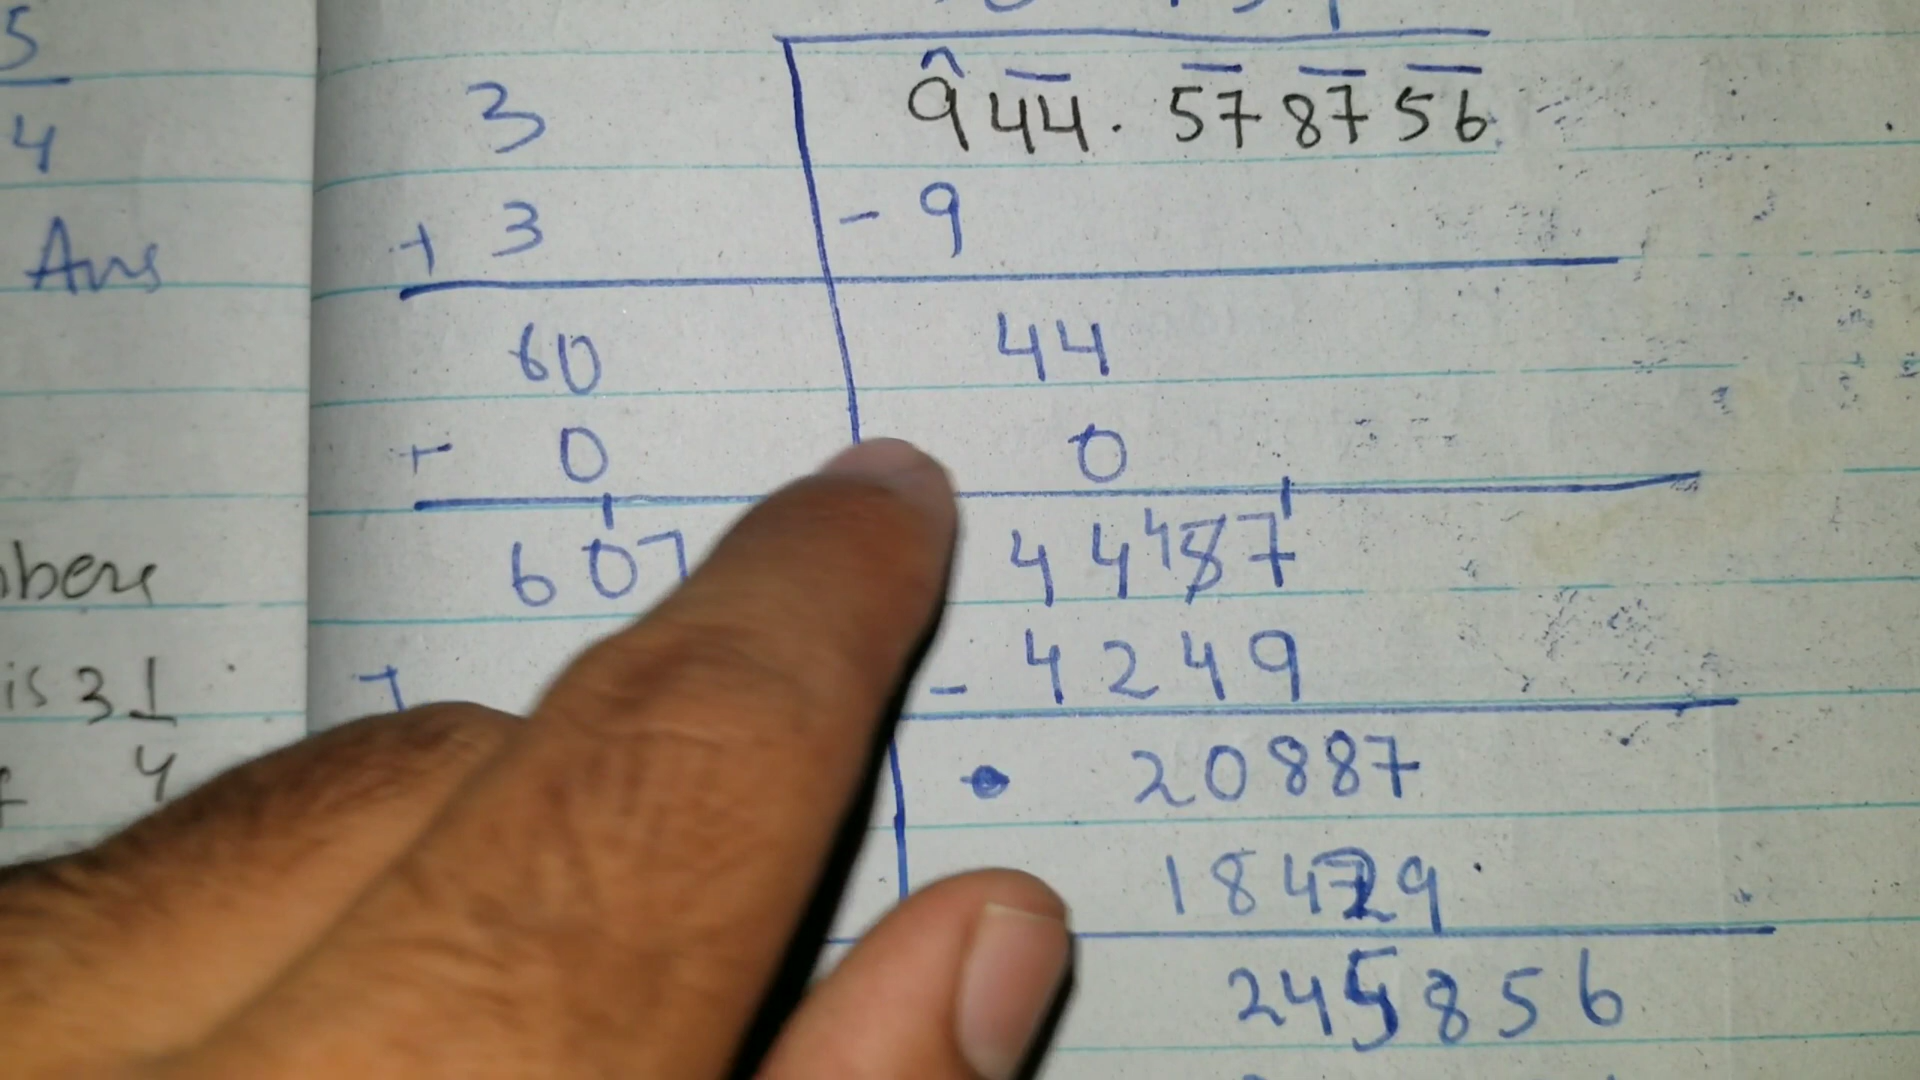 5
4
Ans
bers
is 3 1
4
3 944.578756
+ 3 - 9
60 44
+ 0 0
607 44487
- 4249
20887
18429
245856